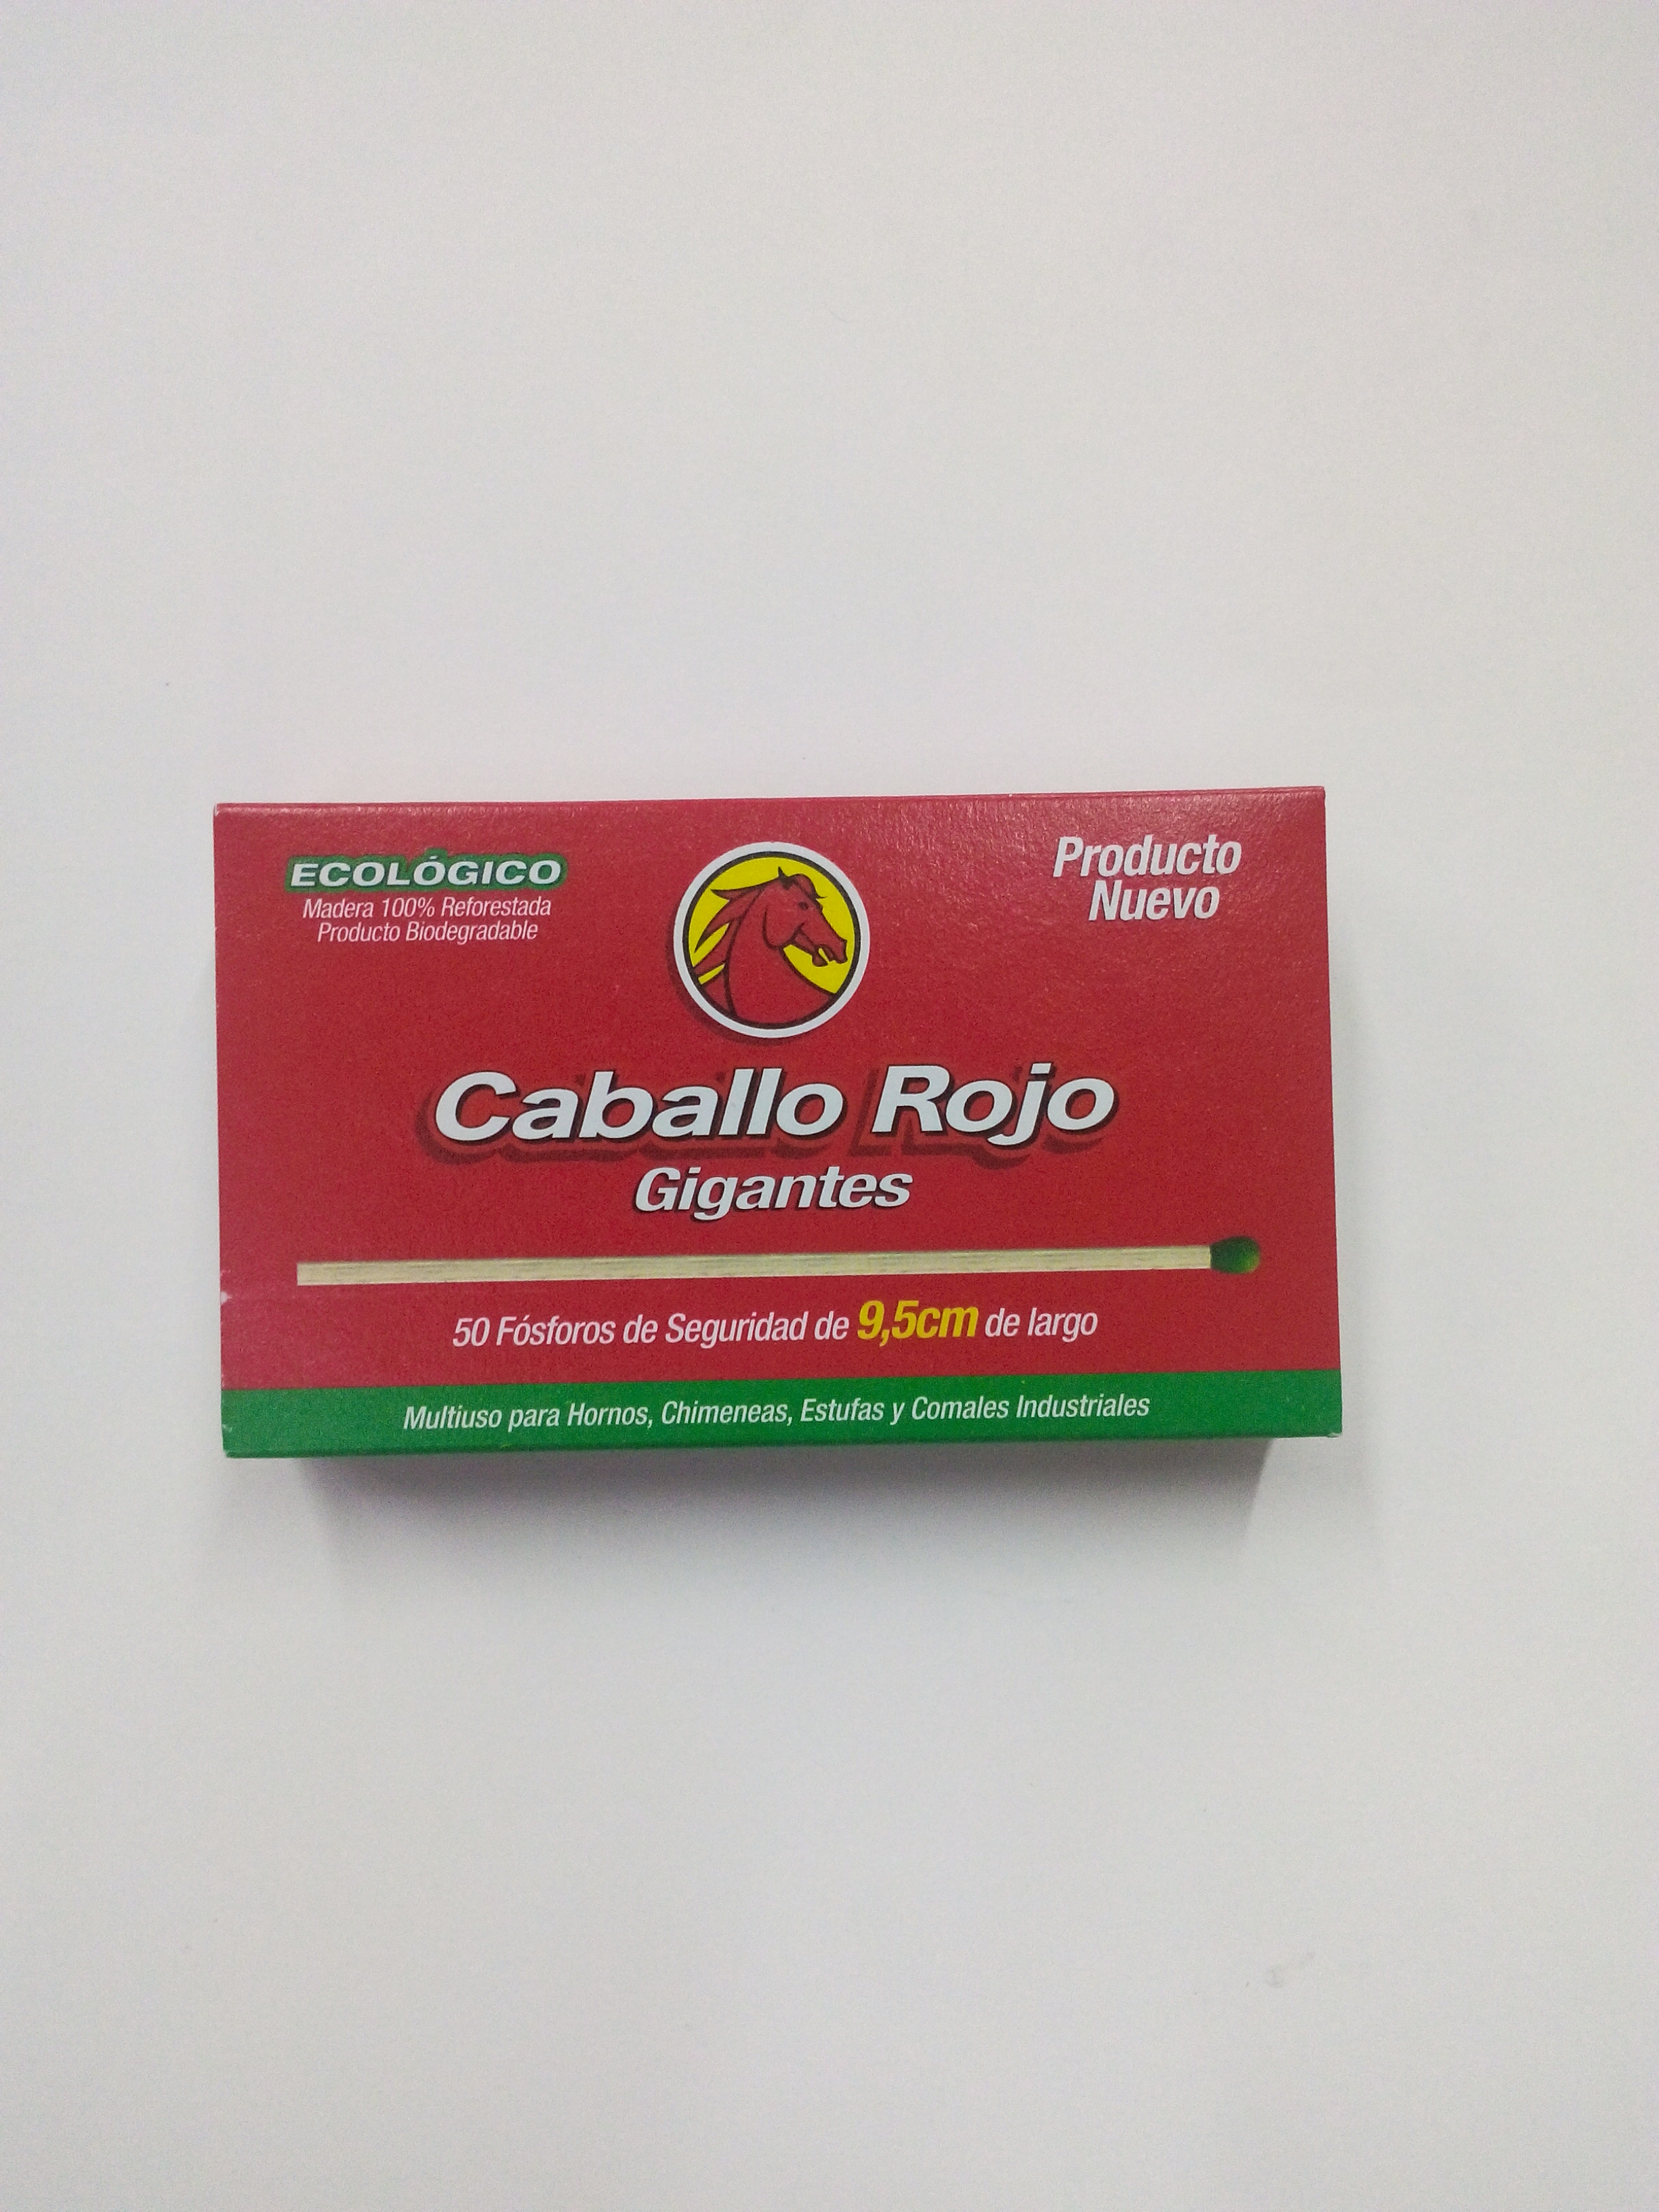 ECOLÓGICO
Madera 100% Reforestada
Producto Biodegradable
Producto
Nuevo
Caballo Rojo
Gigantes
50 Fósforos de Seguridad de 9,5cm de largo
Multiuso para Hornos, Chimeneas, Estufas y Comales Industriales